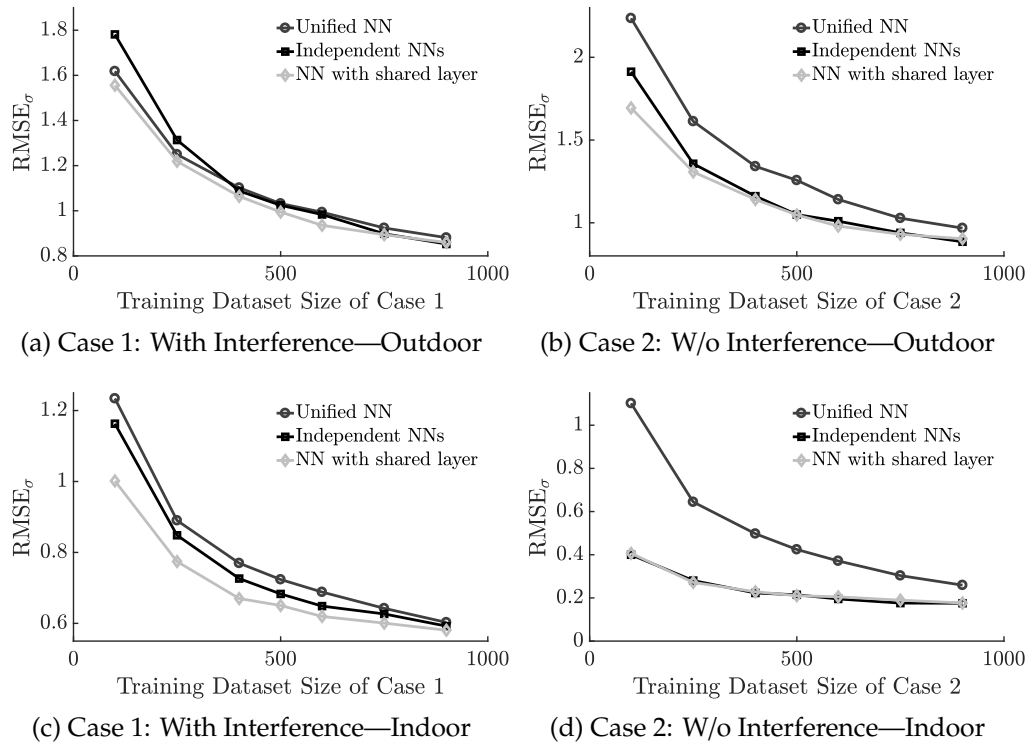 1.8
1.6
1.4
1.2
1
0.8
RMSEσ
Unified NN
Independent NNs
NN with shared layer
0 500 1000
Training Dataset Size of Case 1
(a) Case 1: With Interference—Outdoor
2
1.5
1
RMSEσ
Unified NN
Independent NNs
NN with shared layer
0 500 1000
Training Dataset Size of Case 2
(b) Case 2: W/o Interference—Outdoor
1.2
1
0.8
0.6
RMSEσ
Unified NN
Independent NNs
NN with shared layer
0 500 1000
Training Dataset Size of Case 1
(c) Case 1: With Interference—Indoor
1
0.8
0.6
0.4
0.2
0
RMSEσ
Unified NN
Independent NNs
NN with shared layer
0 500 1000
Training Dataset Size of Case 2
(d) Case 2: W/o Interference—Indoor